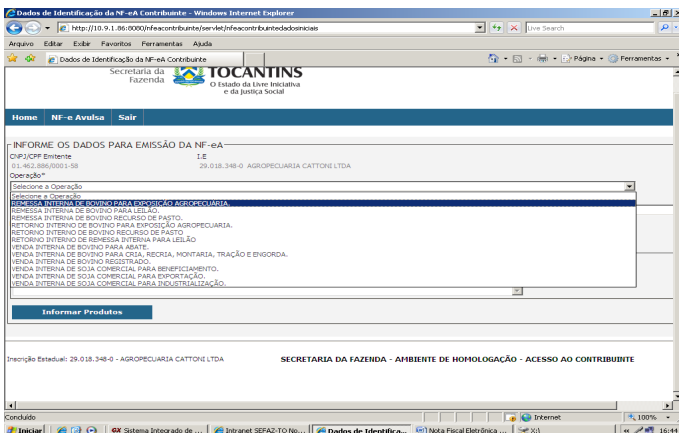 Dados de Identificação da NF-eA Contribuinte - Windows Internet Explorer
http://10.9.1.86:8080/nfeacontribuinte/servlet/nfeacontribuintedadosiniciais
Live Search
Arquivo Editar Exibir Favoritos Ferramentas Ajuda
Dados de Identificação da NF-eA Contribuinte
Página
Ferramentas
Secretaria da Fazenda
TOCANTINS
O Estado da Livre Iniciativa
e da Justiça Social
Home NF-e Avulsa Sair
INFORME OS DADOS PARA EMISSÃO DA NF-eA
CNPJ/CPF Emitente I.E
01.462.886/0001-58 29.018.348-0 AGROPECUARIA CATTONI LTDA
Operação*
Selecione a Operação
Selecione a Operação
REMESSA INTERNA DE BOVINO PARA EXPOSIÇÃO AGROPECUÁRIA.
REMESSA INTERNA DE BOVINO PARA LEILÃO.
REMESSA INTERNA DE BOVINO RECURSO DE PASTO.
RETORNO INTERNO DE BOVINO PARA EXPOSIÇÃO AGROPECUARIA.
RETORNO INTERNO DE BOVINO RECURSO DE PASTO
RETORNO INTERNO DE REMESSA INTERNA PARA LEILÃO
VENDA INTERNA DE BOVINO PARA ABATE.
VENDA INTERNA DE BOVINO PARA CRIA, RECRIA, MONTARIA, TRAÇÃO E ENGORDA.
VENDA INTERNA DE BOVINO REGISTRADO.
VENDA INTERNA DE SOJA COMERCIAL PARA BENEFICIAMENTO.
VENDA INTERNA DE SOJA COMERCIAL PARA EXPORTAÇÃO.
VENDA INTERNA DE SOJA COMERCIAL PARA INDUSTRIALIZAÇÃO.
Informar Produtos
Inscrição Estadual: 29.018.348-0 - AGROPECUARIA CATTONI LTDA SECRETARIA DA FAZENDA - AMBIENTE DE HOMOLOGAÇÃO - ACESSO AO CONTRIBUINTE
Concluído Internet 100%
Iniciar Sistema Integrado de ... Intranet SEFAZ-TO No... Dados de Identifica... Nota Fiscal Eletrônica ... X:\ 16:44